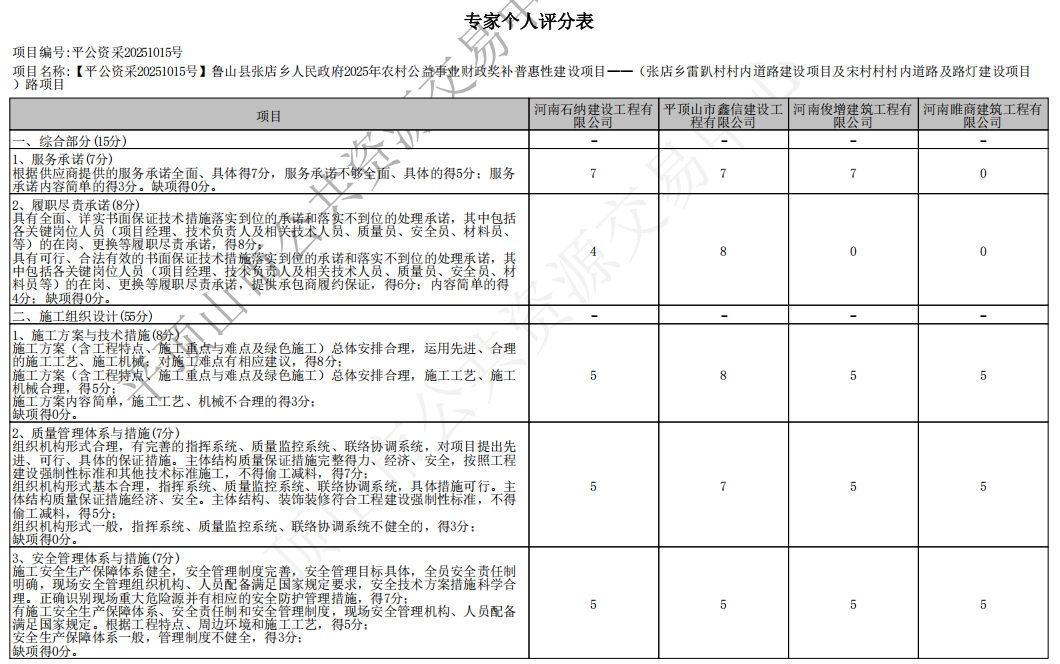 专家个人评分表
项目编号:平公资采20251015号
项目名称:【平公资采20251015号】鲁山县张店乡人民政府2025年农村公益事业财政奖补普惠性建设项目——（张店乡雷趴村村内道路建设项目及宋村村村内道路及路灯建设项目
）路项目
项目 河南石纳建设工程有限公司 平顶山市鑫信建设工程有限公司 河南俊增建筑工程有限公司 河南睢商建筑工程有限公司
一、综合部分(15分) - - - -
1、服务承诺(7分)
根据供应商提供的服务承诺全面、具体得7分，服务承诺不够全面、具体的得5分；服务
承诺内容简单的得3分。缺项得0分。
7 7 7 0
2、履职尽责承诺(8分)
具有全面、详实书面保证技术措施落实到位的承诺和落实不到位的处理承诺，其中包括
各关键岗位人员（项目经理、技术负责人及相关技术人员、质量员、安全员、材料员、
等）的在岗、更换等履职尽责承诺，得8分；
具有可行、合法有效的书面保证技术措施落实到位的承诺和落实不到位的处理承诺，其
中包括各关键岗位人员（项目经理、技术负责人及相关技术人员、质量员、安全员、材
料员等）的在岗、更换等履职尽责承诺，提供承包商履约保证，得6分；内容简单的得
4分；缺项得0分。
4 8 0 0
二、施工组织设计(55分) - - - -
1、施工方案与技术措施(8分)
施工方案（含工程特点、施工重点与难点及绿色施工）总体安排合理，运用先进、合理
的施工工艺、施工机械；对施工难点有相应建议，得8分；
施工方案（含工程特点、施工重点与难点及绿色施工）总体安排合理，施工工艺、施工
机械合理，得5分；
施工方案内容简单，施工工艺、机械不合理的得3分；
缺项得0分。
5 8 5 5
2、质量管理体系与措施(7分)
组织机构形式合理，有完善的指挥系统、质量监控系统、联络协调系统，对项目提出先
进、可行、具体的保证措施。主体结构质量保证措施完整得力、经济、安全，按照工程
建设强制性标准和其他技术标准施工，不得偷工减料，得7分；
组织机构形式基本合理，指挥系统、质量监控系统、联络协调系统，具体措施可行。主
体结构质量保证措施经济、安全。主体结构、装饰装修符合工程建设强制性标准，不得
偷工减料，得5分；
组织机构形式一般，指挥系统、质量监控系统、联络协调系统不健全的，得3分；
缺项得0分。
5 7 5 5
3、安全管理体系与措施(7分)
施工安全生产保障体系健全，安全管理制度完善，安全管理目标具体，全员安全责任制
明确，现场安全管理组织机构、人员配备满足国家规定要求，安全技术方案措施科学合
理。正确识别现场重大危险源并有相应的安全防护管理措施，得7分；
有施工安全生产保障体系、安全责任制和安全管理制度，现场安全管理机构、人员配备
满足国家规定。根据工程特点、周边环境和施工工艺，得5分；
安全生产保障体系一般，管理制度不健全，得3分；
缺项得0分。
5 5 5 5
平顶山市公共资源交易中
顶山市公共资源交易中心